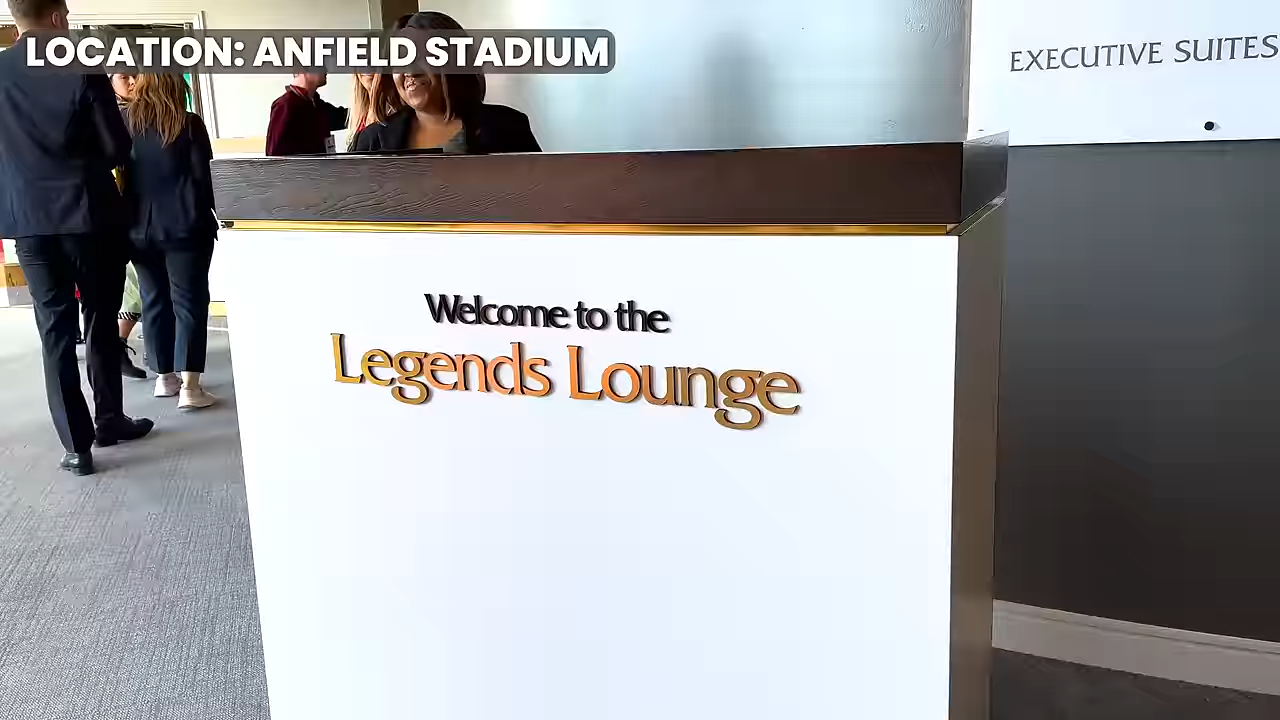 LOCATION: ANFIELD STADIUM
EXECUTIVE SUITES
Welcome to the
Legends Lounge